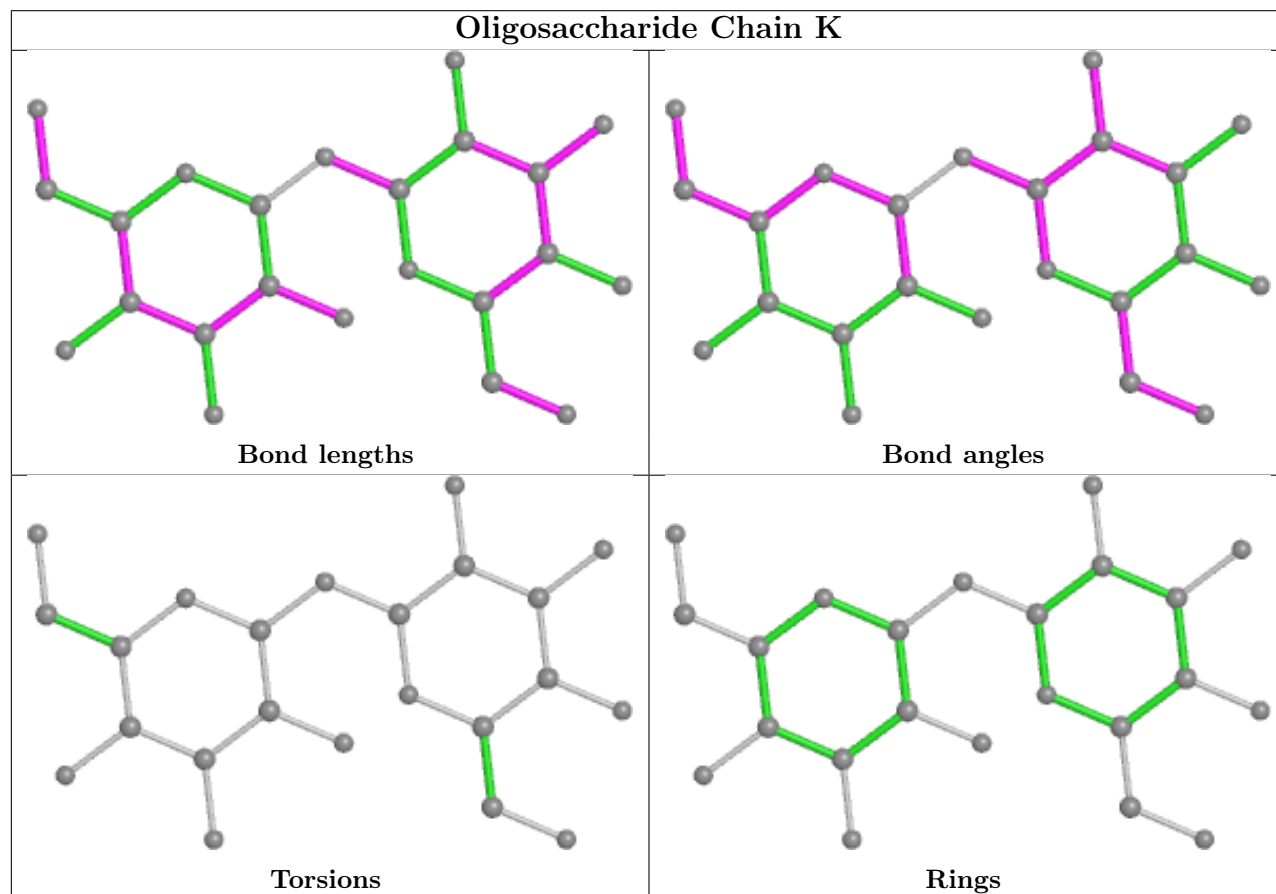 Oligosaccharide Chain K
Bond lengths
Bond angles
Torsions
Rings